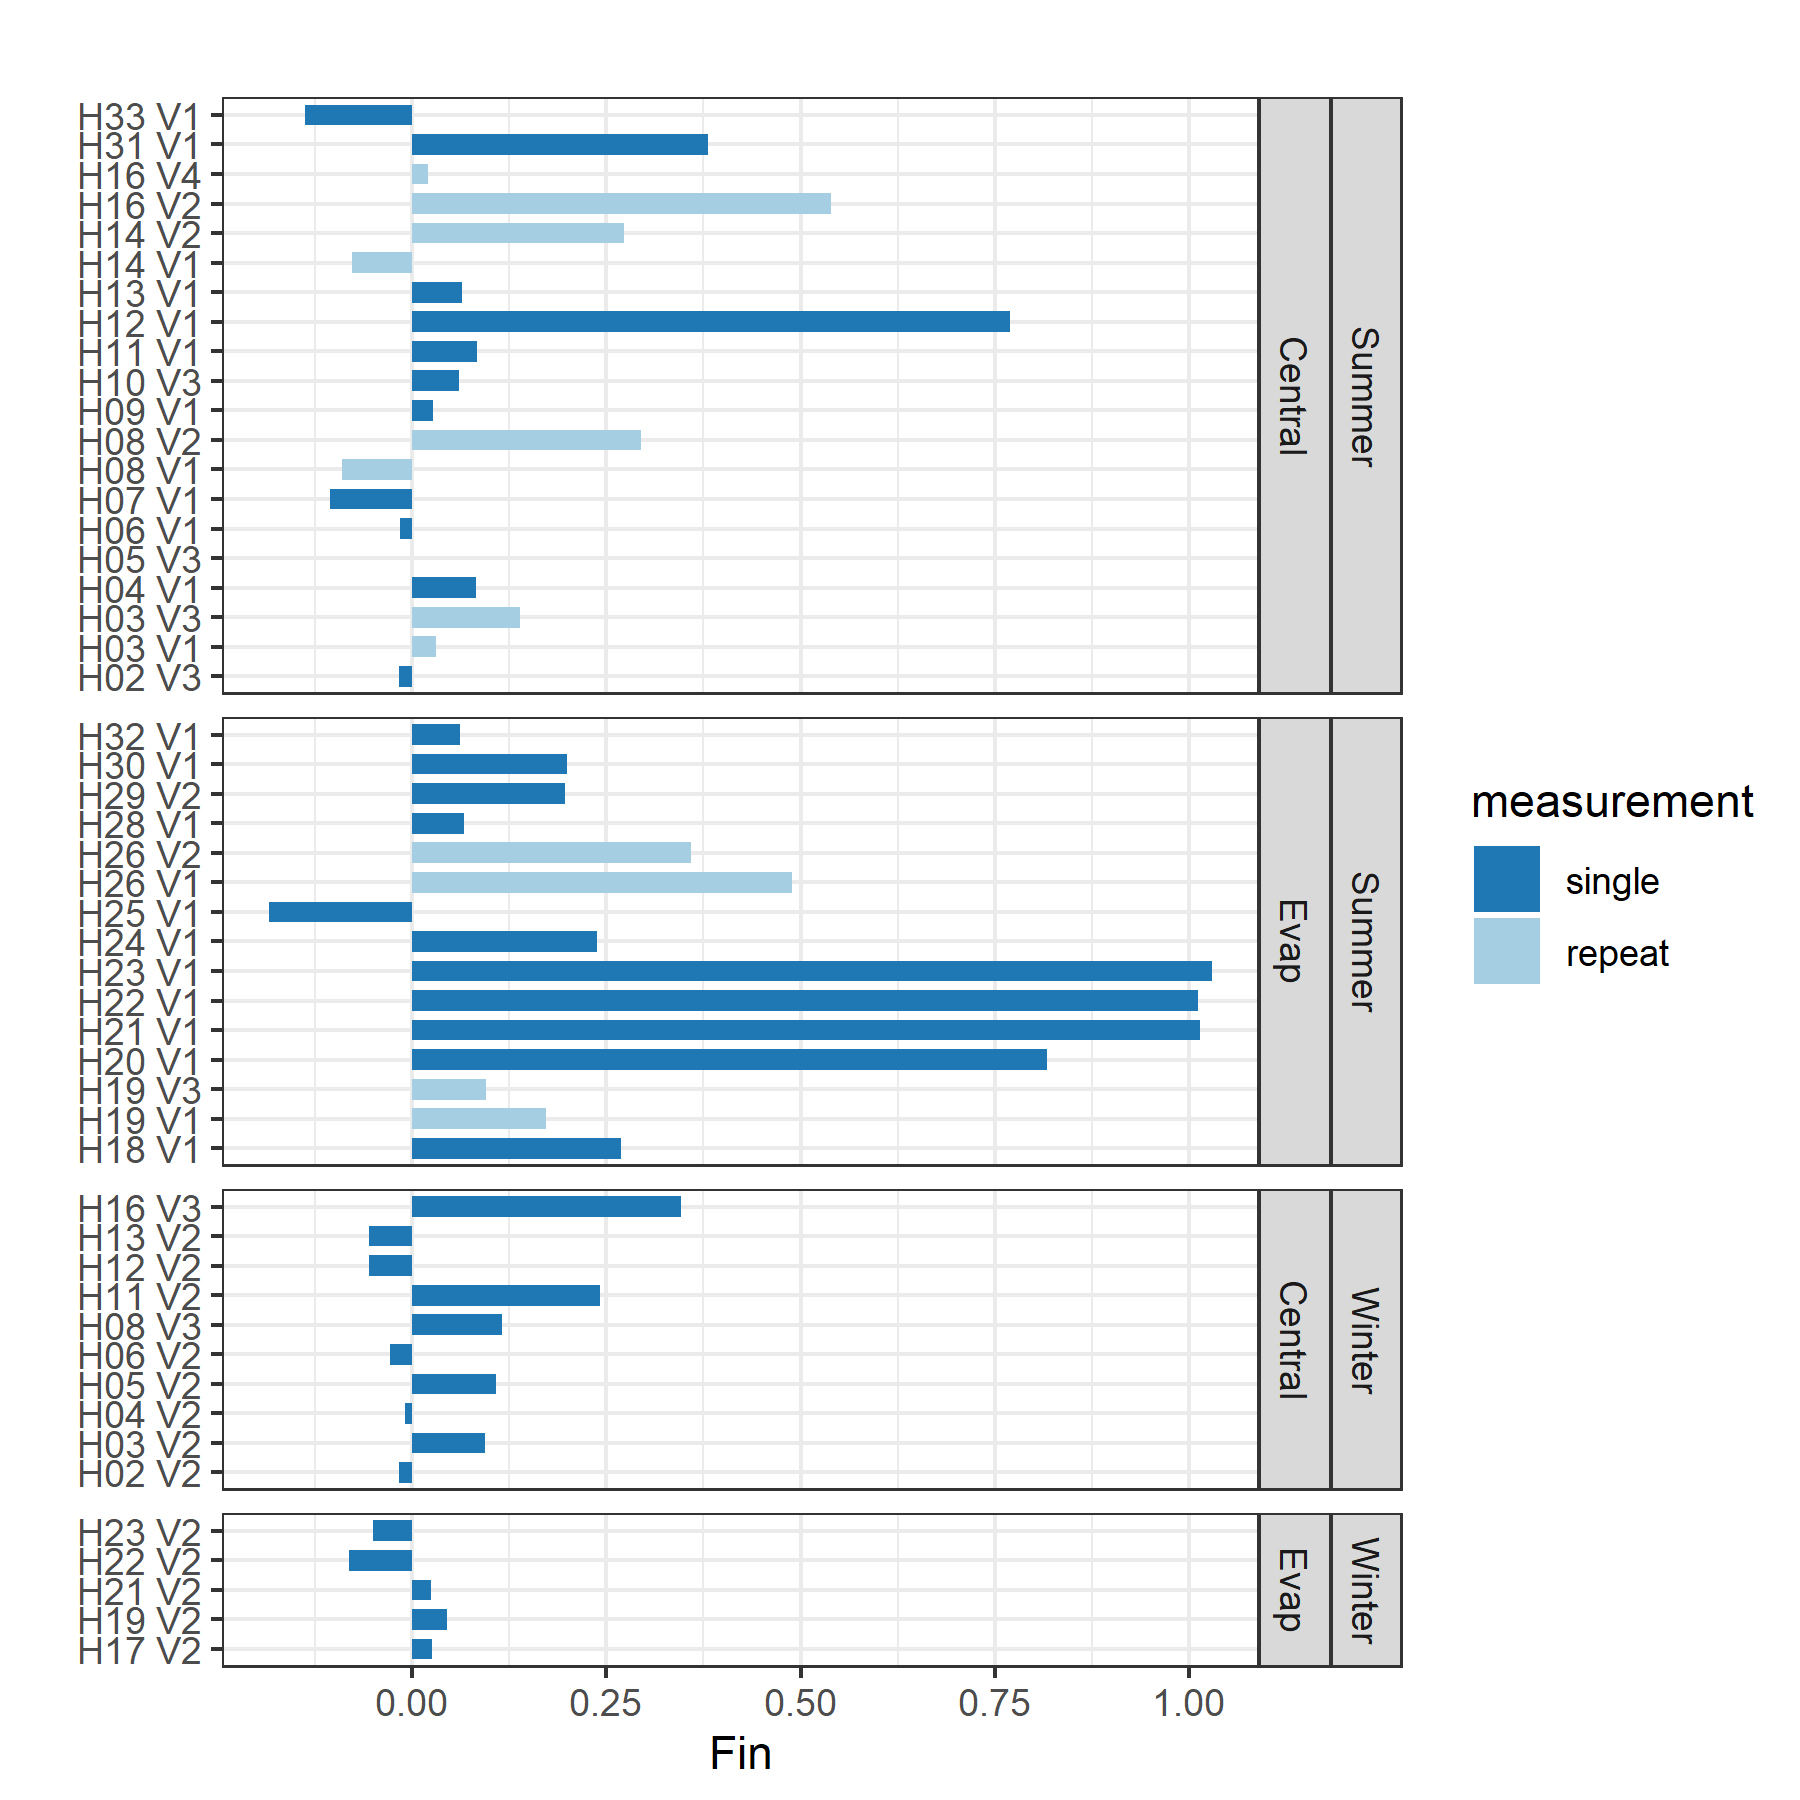 H33 V1
H31 V1
H16 V4
H16 V2
H14 V2
H14 V1
H13 V1
H12 V1
H11 V1
H10 V3
H09 V1
H08 V2
H08 V1
H07 V1
H06 V1
H05 V3
H04 V1
H03 V3
H03 V1
H02 V3
Central
Summer
H32 V1
H30 V1
H29 V2
H28 V1
H26 V2
H26 V1
H25 V1
H24 V1
H23 V1
H22 V1
H21 V1
H20 V1
H19 V3
H19 V1
H18 V1
Evap
Summer
H16 V3
H13 V2
H12 V2
H11 V2
H08 V3
H06 V2
H05 V2
H04 V2
H03 V2
H02 V2
Central
Winter
H23 V2
H22 V2
H21 V2
H19 V2
H17 V2
Evap
Winter
0.00 0.25 0.50 0.75 1.00
Fin
measurement
single
repeat